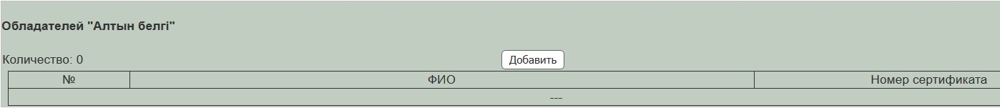 Обладателей "Алтын белгі"
Количество: 0 Добавить
№ ФИО Номер сертификата
---